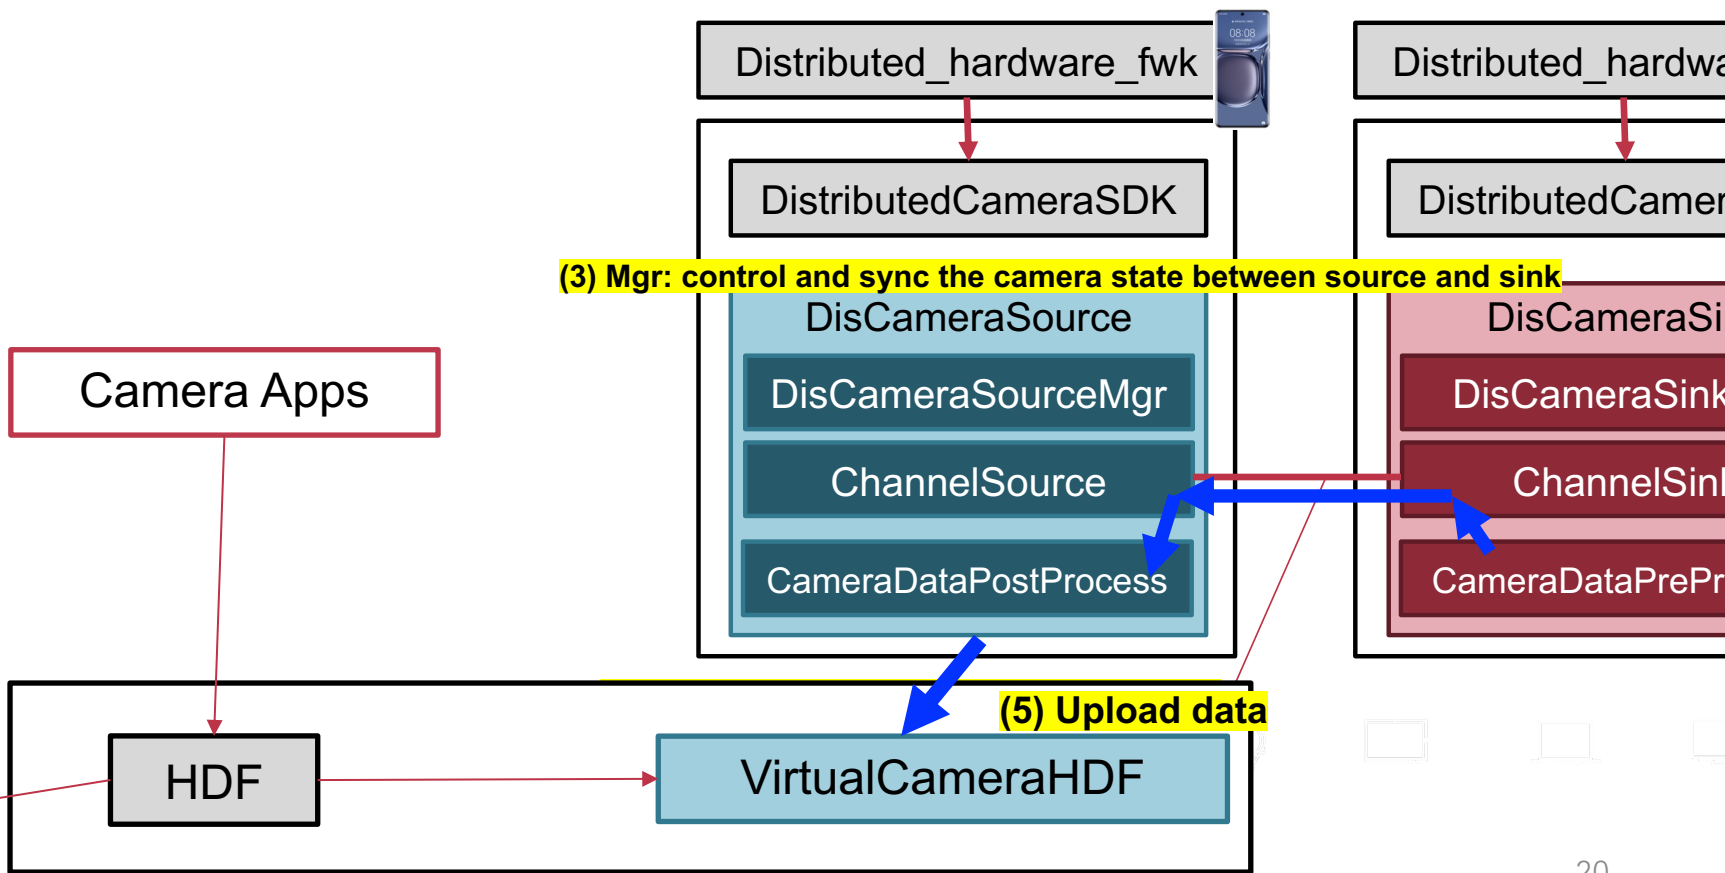 08:08
Distributed_hardware_fwk
Distributed_hardwa
DistributedCameraSDK
DistributedCamer
(3) Mgr: control and sync the camera state between source and sink
DisCameraSource
DisCameraSi
Camera Apps
DisCameraSourceMgr
DisCameraSink
ChannelSource
ChannelSin
CameraDataPostProcess
CameraDataPrePr
(5) Upload data
HDF
VirtualCameraHDF
20